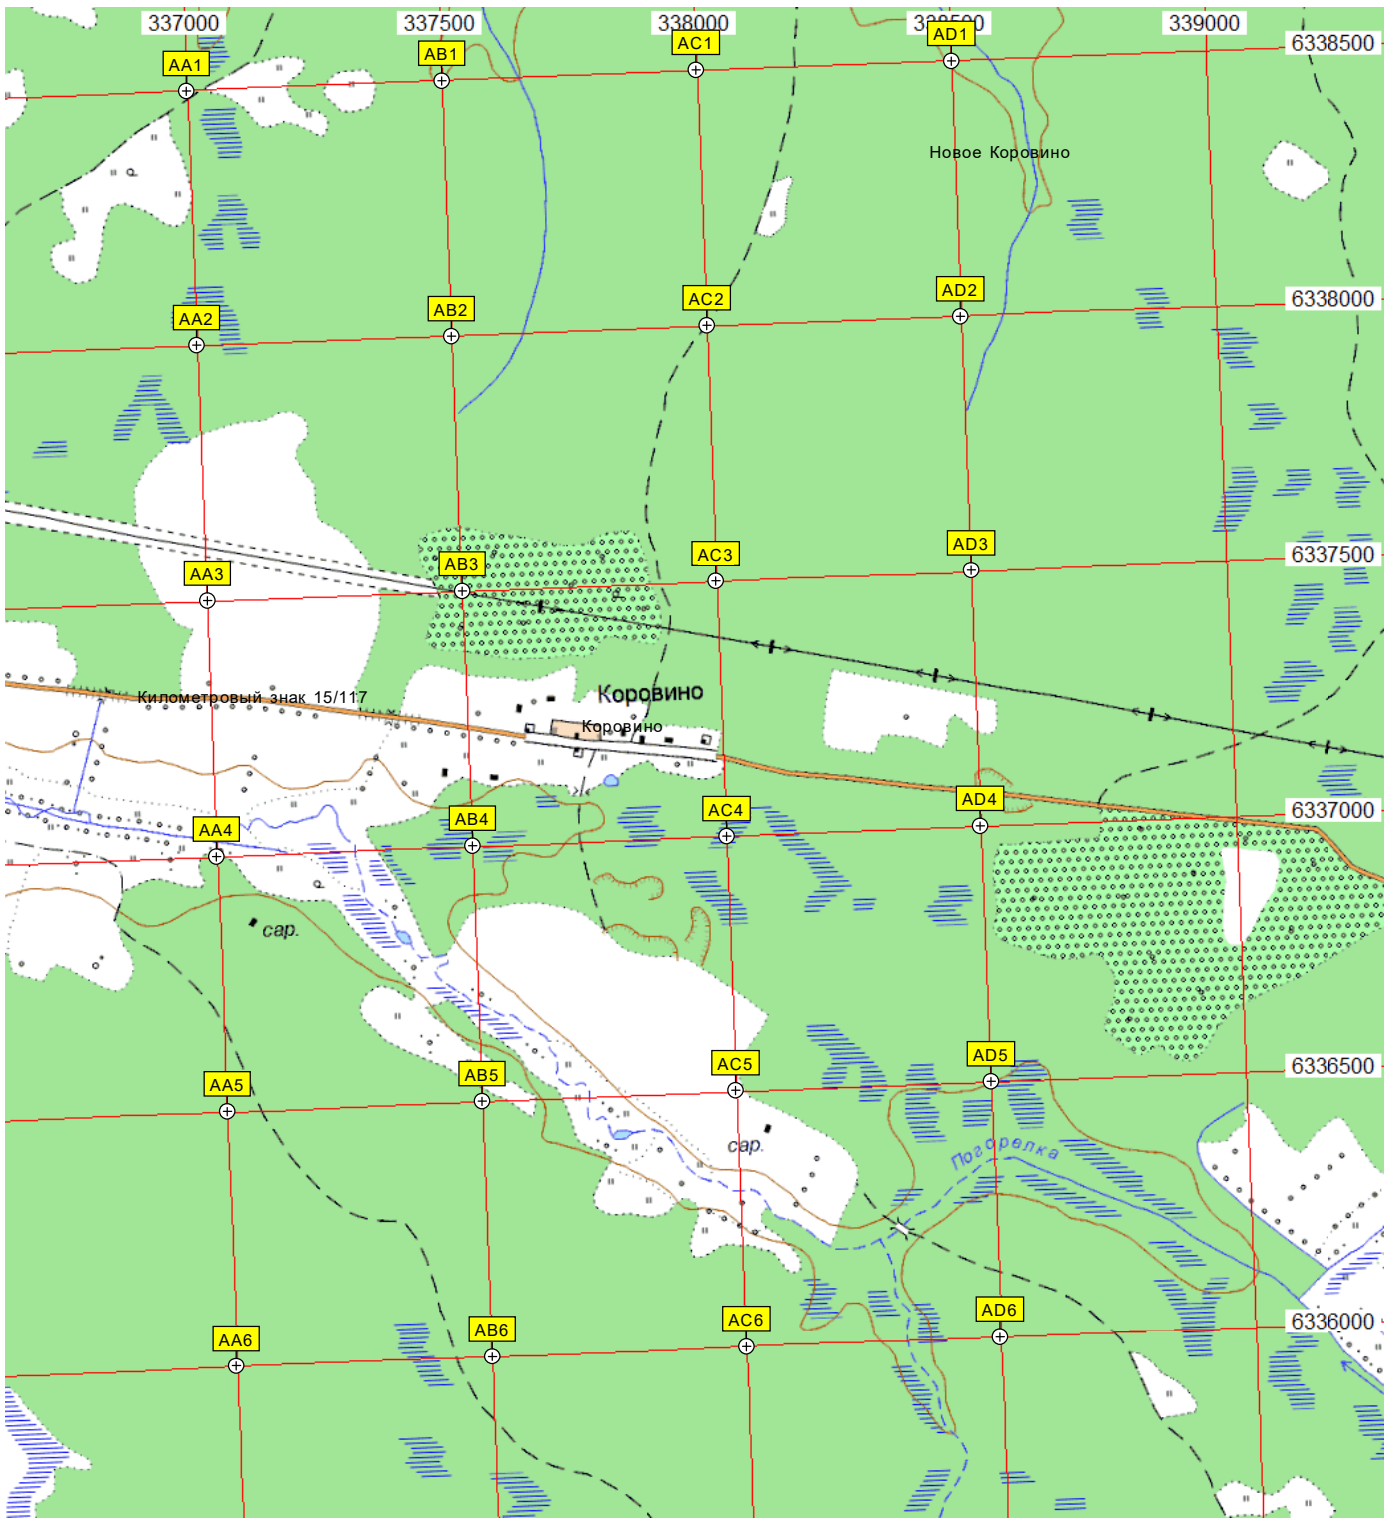 337000 337500 338000 338500 339000
6338500
AA1 AB1 AC1 AD1
Новое Коровино
6338000
AA2 AB2 AC2 AD2
6337500
AA3 AB3 AC3 AD3
Километровый знак 15/117
Коровино
Коровино
6337000
AA4 AB4 AC4 AD4
сар.
6336500
AA5 AB5 AC5 AD5
сар.
Погорелка
6336000
AA6 AB6 AC6 AD6